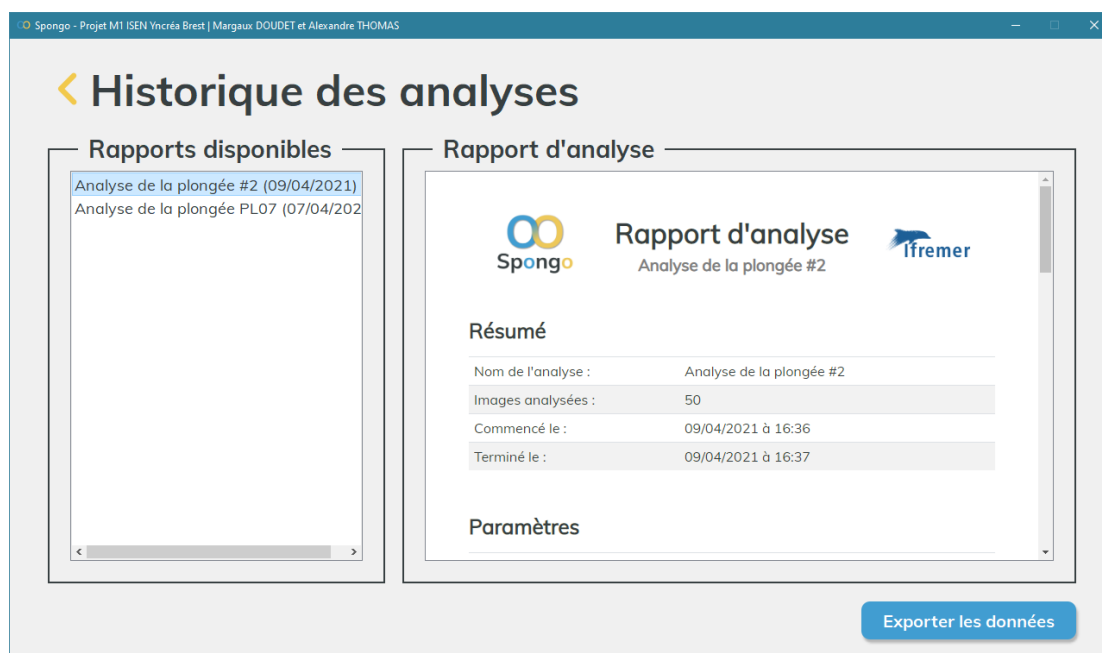 Spongo - Projet M1 ISEN Yncréa Brest | Margaux DOUDET et Alexandre THOMAS
Historique des analyses
Rapports disponibles
Analyse de la plongée #2 (09/04/2021)
Analyse de la plongée PL07 (07/04/202
Rapport d'analyse
Spongo
Rapport d'analyse
Analyse de la plongée #2
Ifremer
Résumé
Nom de l'analyse : Analyse de la plongée #2
Images analysées : 50
Commencé le : 09/04/2021 à 16:36
Terminé le : 09/04/2021 à 16:37
Paramètres
Exporter les données